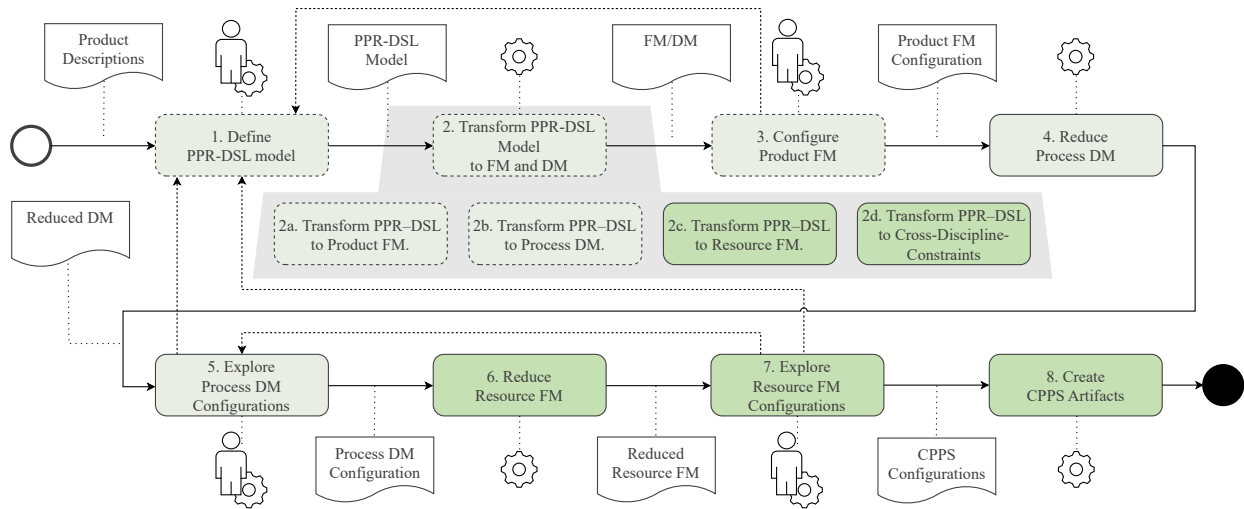 Product
Descriptions
PPR-DSL
Model
FM/DM
Product FM
Configuration
1. Define
PPR-DSL model
2. Transform PPR-DSL
Model
to FM and DM
3. Configure
Product FM
4. Reduce
Process DM
2a. Transform PPR–DSL
to Product FM.
2b. Transform PPR–DSL
to Process DM.
2c. Transform PPR–DSL
to Resource FM.
2d. Transform PPR–DSL
to Cross-Discipline-
Constraints
Reduced DM
5. Explore
Process DM
Configurations
6. Reduce
Resource FM
7. Explore
Resource FM
Configurations
8. Create
CPPS Artifacts
Process DM
Configuration
Reduced
Resource FM
CPPS
Configurations